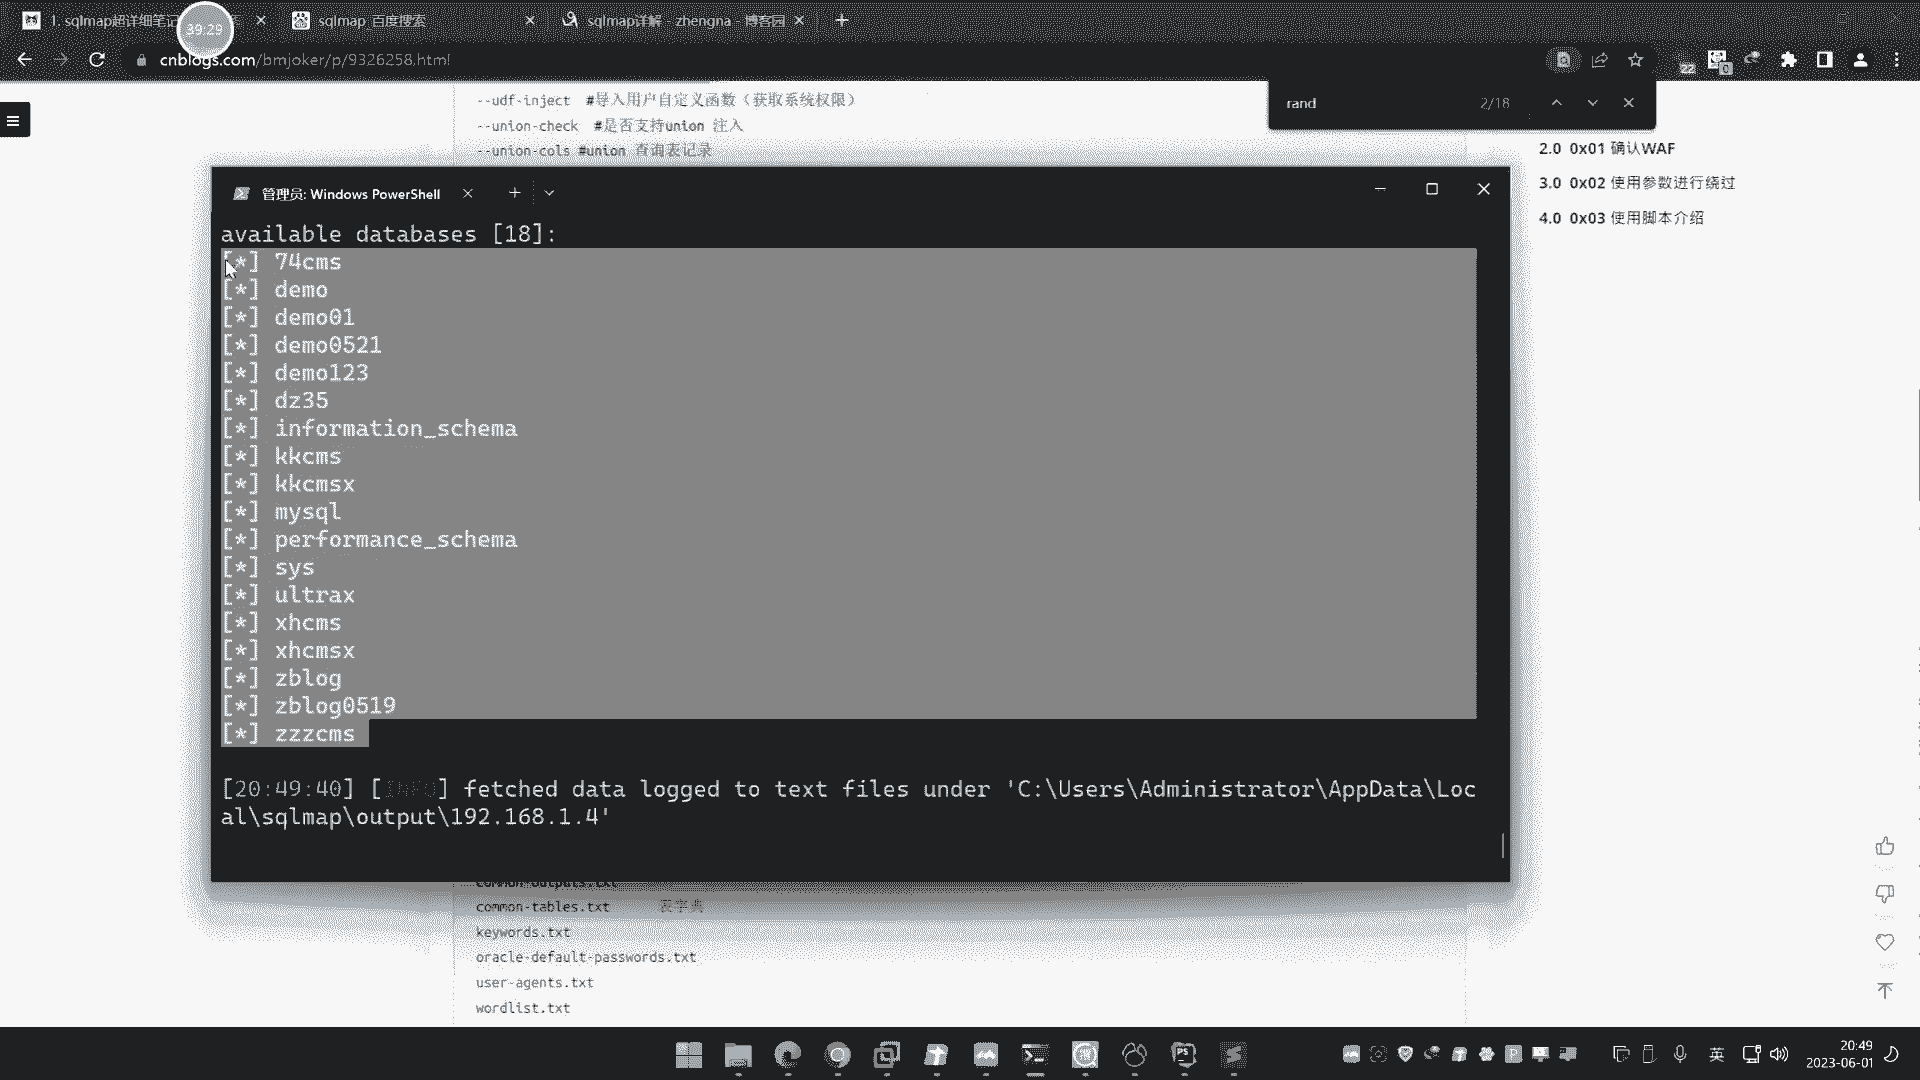 1. sqlmap超详细笔记
39:29
sqlmap_百度搜索
sqlmap详解 - zhengna - 博客园
cnblogs.com/bmjoker/p/9326258.html
22
--udf-inject #导入用户自定义函数（获取系统权限）
--union-check #是否支持union 注入
--union-cols #union 查询表记录
rand
2/18
2.0 0x01 确认WAF
3.0 0x02 使用参数进行绕过
4.0 0x03 使用脚本介绍
管理员: Windows PowerShell
available databases [18]:
[*] 74cms
[*] demo
[*] demo01
[*] demo0521
[*] demo123
[*] dz35
[*] information_schema
[*] kkcms
[*] kkcmsx
[*] mysql
[*] performance_schema
[*] sys
[*] ultrax
[*] xhcms
[*] xhcmsx
[*] zblog
[*] zblog0519
[*] zzzcms
[20:49:40] [INFO] fetched data logged to text files under 'C:\Users\Administrator\AppData\Loc
al\sqlmap\output\192.168.1.4'
common-outputs.txt
common-tables.txt 表字典
keywords.txt
oracle-default-passwords.txt
user-agents.txt
wordlist.txt
英
20:49
2023-06-01